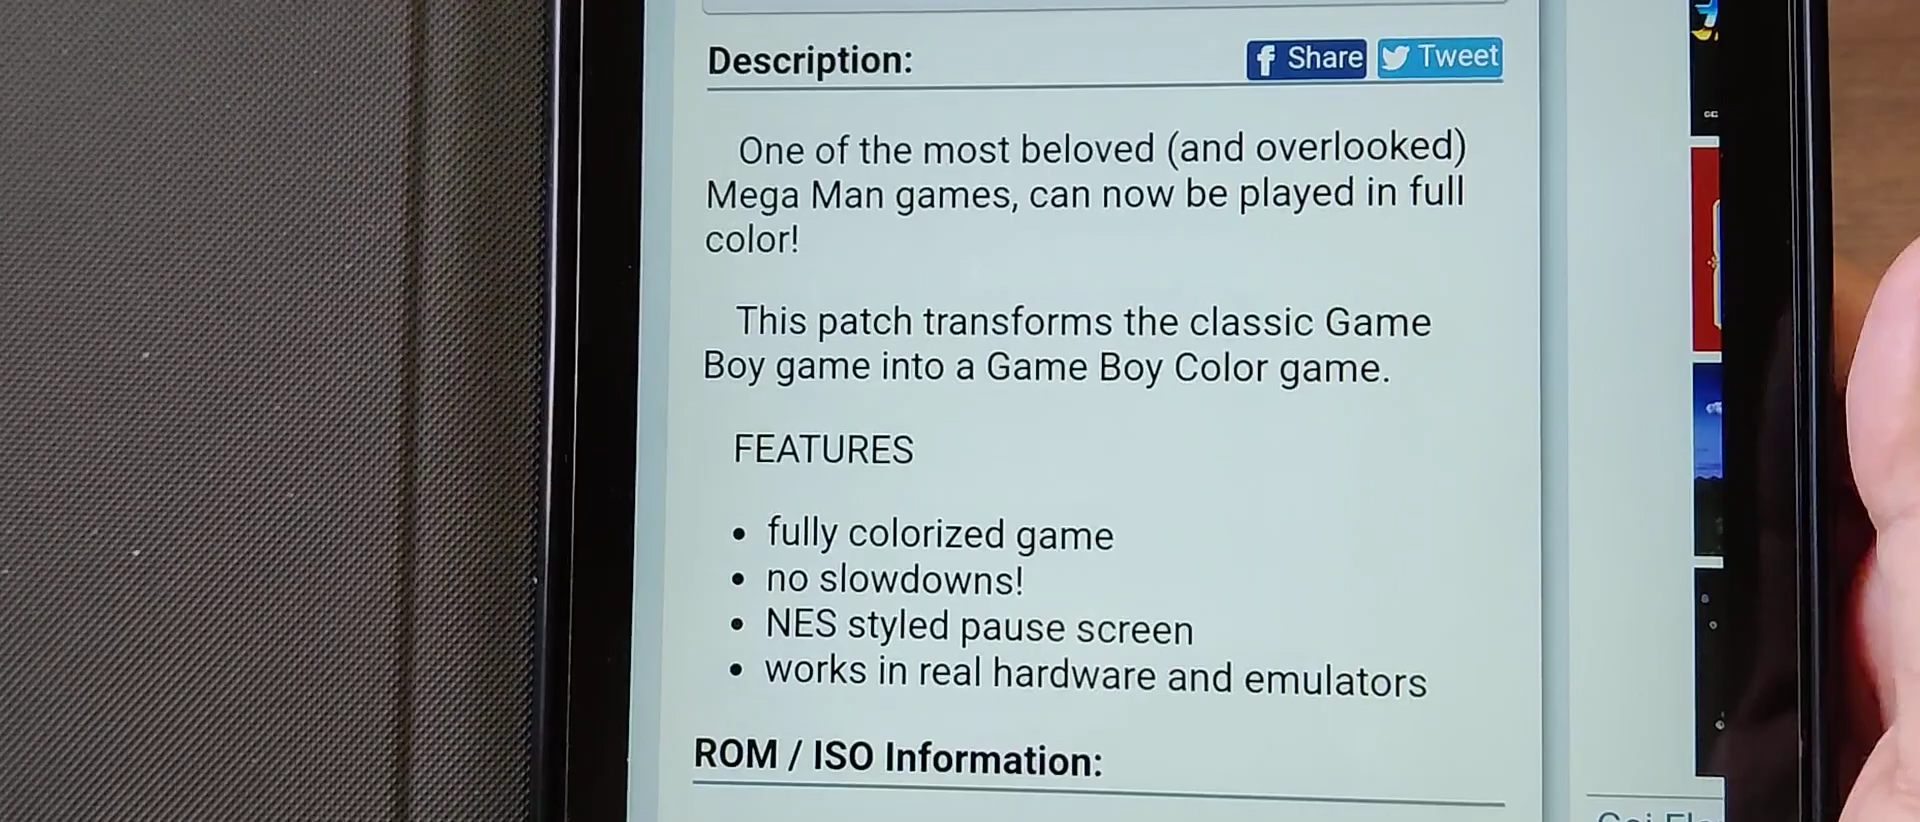 Description:
Share
Tweet
One of the most beloved (and overlooked)
Mega Man games, can now be played in full
color!
This patch transforms the classic Game
Boy game into a Game Boy Color game.
FEATURES
• fully colorized game
• no slowdowns!
• NES styled pause screen
• works in real hardware and emulators
ROM / ISO Information: